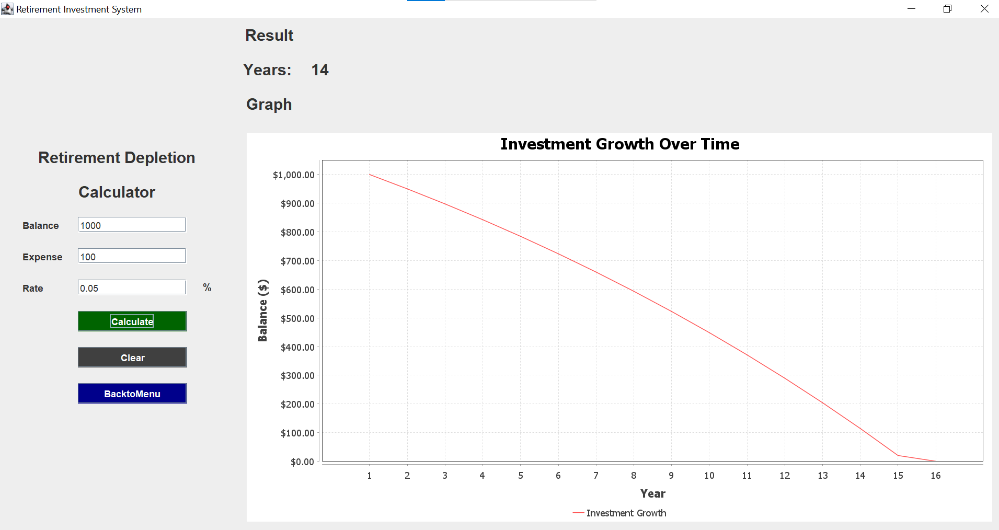 Retirement Investment System
Result
Years: 14
Graph
Retirement Depletion
Calculator
Balance 1000
Expense 100
Rate 0.05 %
Calculate
Clear
BacktoMenu
Investment Growth Over Time
Balance ($)
$1,000.00
$900.00
$800.00
$700.00
$600.00
$500.00
$400.00
$300.00
$200.00
$100.00
$0.00
1 2 3 4 5 6 7 8 9 10 11 12 13 14 15 16
Year
Investment Growth